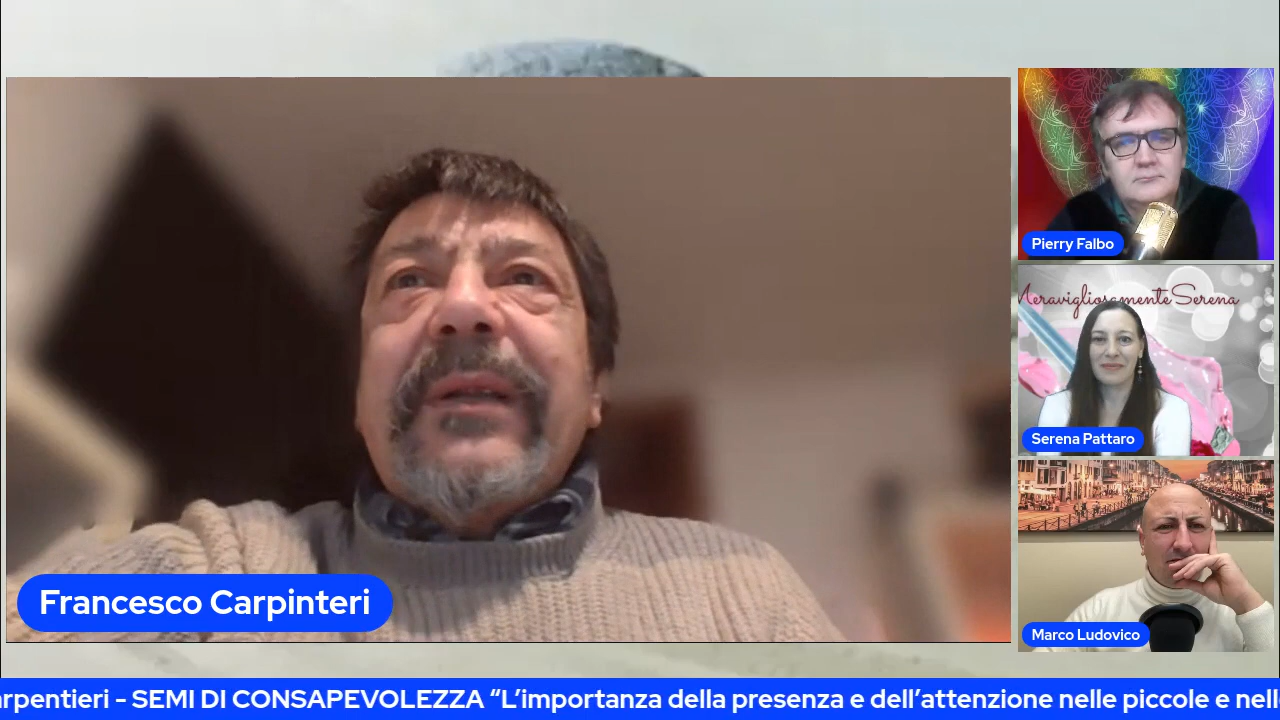 Pierry Falbo
MeravigliosamenteSerena
Serena Pattaro
Francesco Carpinteri
Marco Ludovico
arpentieri - SEMI DI CONSAPEVOLEZZA “L’importanza della presenza e dell’attenzione nelle piccole e nell